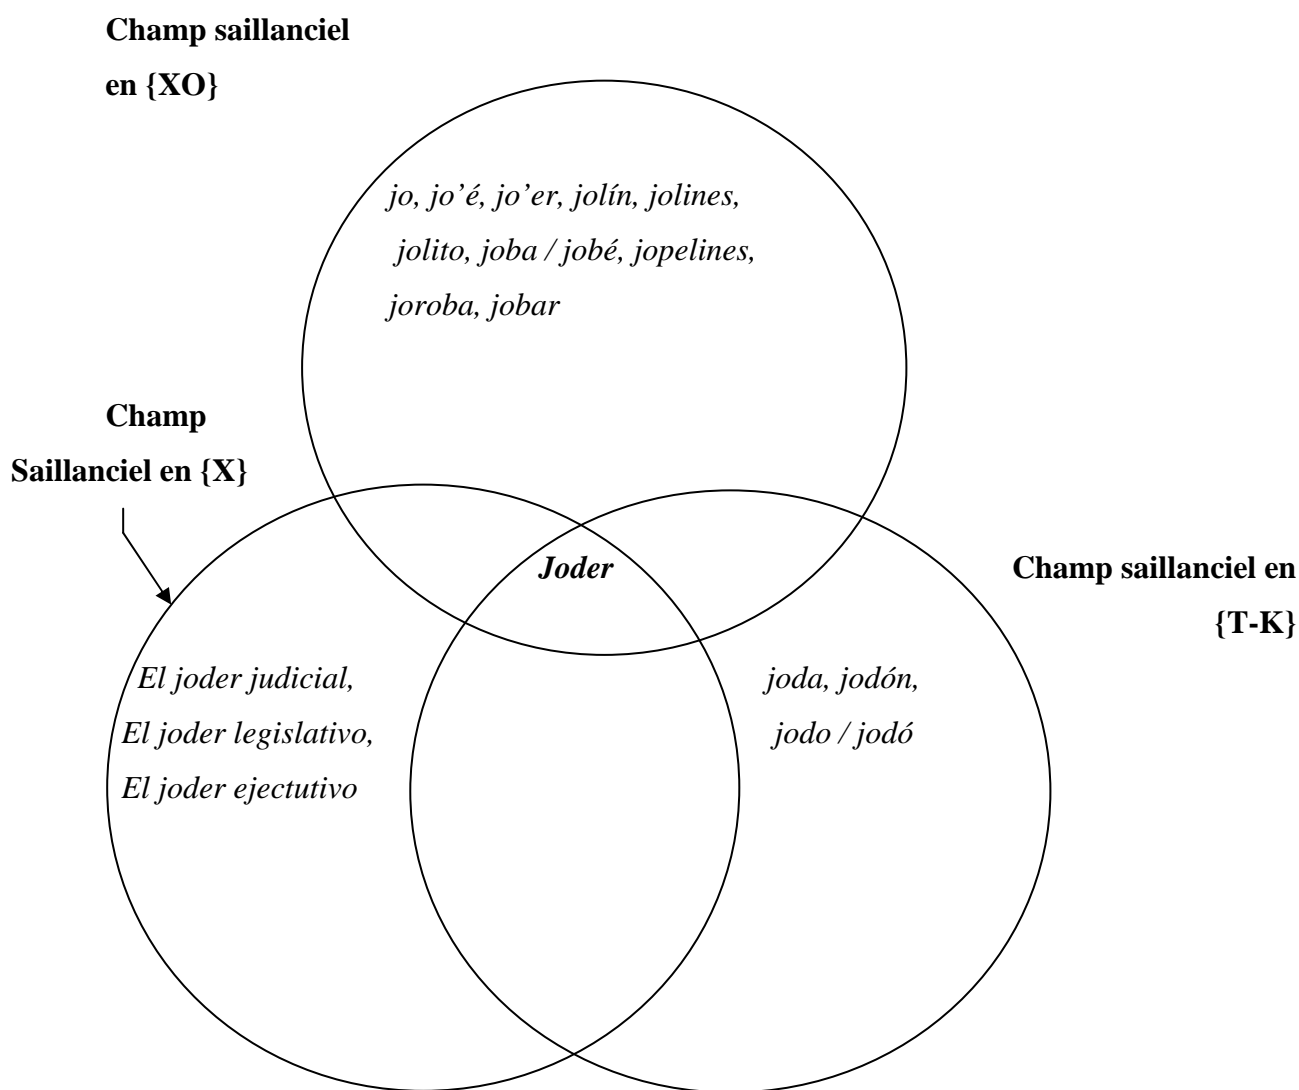 Champ saillanciel
en {XO}
jo, jo’é, jo’er, jolín, jolines,
jolito, joba / jobé, jopelines,
joroba, jobar
Champ
Saillanciel en {X}
Joder
Champ saillanciel en
{T-K}
El joder judicial,
El joder legislativo,
El joder ejectutivo
joda, jodón,
jodo / jodó